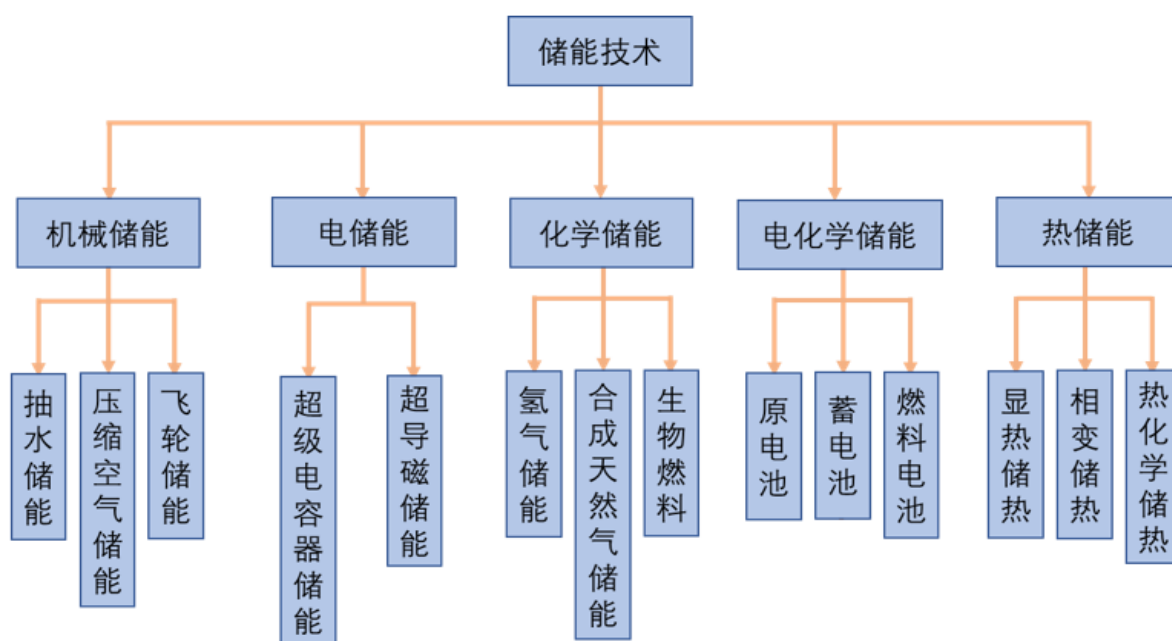 储能技术
机械储能
电储能
化学储能
电化学储能
热储能
抽水储能
压缩空气储能
飞轮储能
超级电容器储能
超导磁储能
氢气储能
合成天然气储能
生物燃料
原电池
蓄电池
燃料电池
显热储热
相变储热
热化学储热